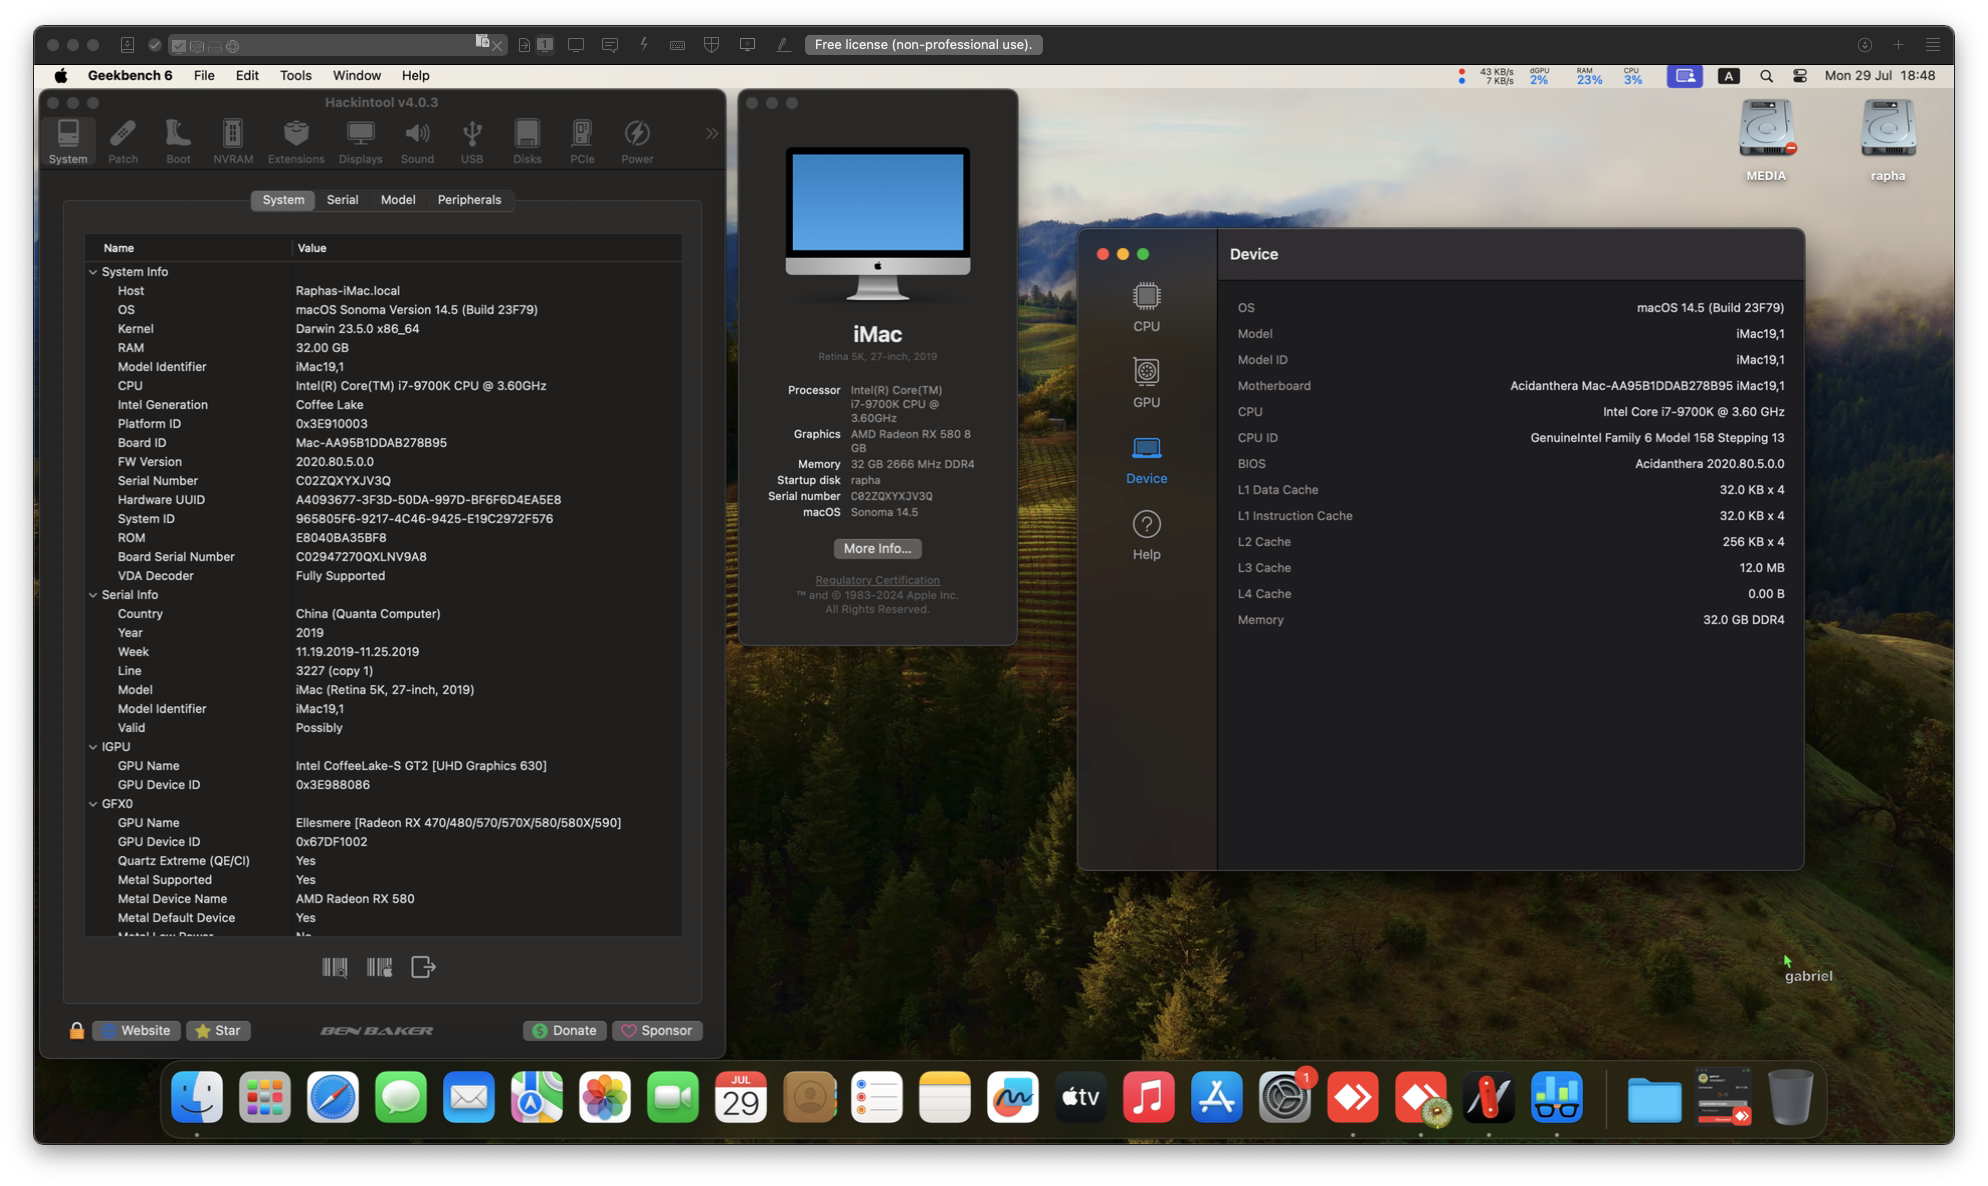 1
Free license (non-professional use).
Geekbench 6 File Edit Tools Window Help
43 KB/s
7 KB/s
dGPU
2%
RAM
23%
CPU
3%
A
Mon 29 Jul 18:48
Hackintool v4.0.3
System Patch Boot NVRAM Extensions Displays Sound USB Disks PCIe Power
System Serial Model Peripherals
Name Value
System Info
Host Raphas-iMac.local
OS macOS Sonoma Version 14.5 (Build 23F79)
Kernel Darwin 23.5.0 x86_64
RAM 32.00 GB
Model Identifier iMac19,1
CPU Intel(R) Core(TM) i7-9700K CPU @ 3.60GHz
Intel Generation Coffee Lake
Platform ID 0x3E910003
Board ID Mac-AA95B1DDAB278B95
FW Version 2020.80.5.0.0
Serial Number C02ZQXYXJV3Q
Hardware UUID A4093677-3F3D-50DA-997D-BF6F6D4EA5E8
System ID 965805F6-9217-4C46-9425-E19C2972F576
ROM E8040BA35BF8
Board Serial Number C02947270QXLNV9A8
VDA Decoder Fully Supported
Serial Info
Country China (Quanta Computer)
Year 2019
Week 11.19.2019-11.25.2019
Line 3227 (copy 1)
Model iMac (Retina 5K, 27-inch, 2019)
Model Identifier iMac19,1
Valid Possibly
IGPU
GPU Name Intel CoffeeLake-S GT2 [UHD Graphics 630]
GPU Device ID 0x3E988086
GFX0
GPU Name Ellesmere [Radeon RX 470/480/570/570X/580/580X/590]
GPU Device ID 0x67DF1002
Quartz Extreme (QE/CI) Yes
Metal Supported Yes
Metal Device Name AMD Radeon RX 580
Metal Default Device Yes
Metal Low Power No
Website Star BEN BAKER Donate Sponsor
iMac
Retina 5K, 27-inch, 2019
Processor Intel(R) Core(TM)
i7-9700K CPU @
3.60GHz
Graphics AMD Radeon RX 580 8
GB
Memory 32 GB 2666 MHz DDR4
Startup disk rapha
Serial number C02ZQXYXJV3Q
macOS Sonoma 14.5
More Info...
Regulatory Certification
™ and © 1983-2024 Apple Inc.
All Rights Reserved.
MEDIA
rapha
CPU
GPU
Device
Help
Device
OS macOS 14.5 (Build 23F79)
Model iMac19,1
Model ID iMac19,1
Motherboard Acidanthera Mac-AA95B1DDAB278B95 iMac19,1
CPU Intel Core i7-9700K @ 3.60 GHz
CPU ID GenuineIntel Family 6 Model 158 Stepping 13
BIOS Acidanthera 2020.80.5.0.0
L1 Data Cache 32.0 KB x 4
L1 Instruction Cache 32.0 KB x 4
L2 Cache 256 KB x 4
L3 Cache 12.0 MB
L4 Cache 0.00 B
Memory 32.0 GB DDR4
gabriel
JUL
29
tv
1